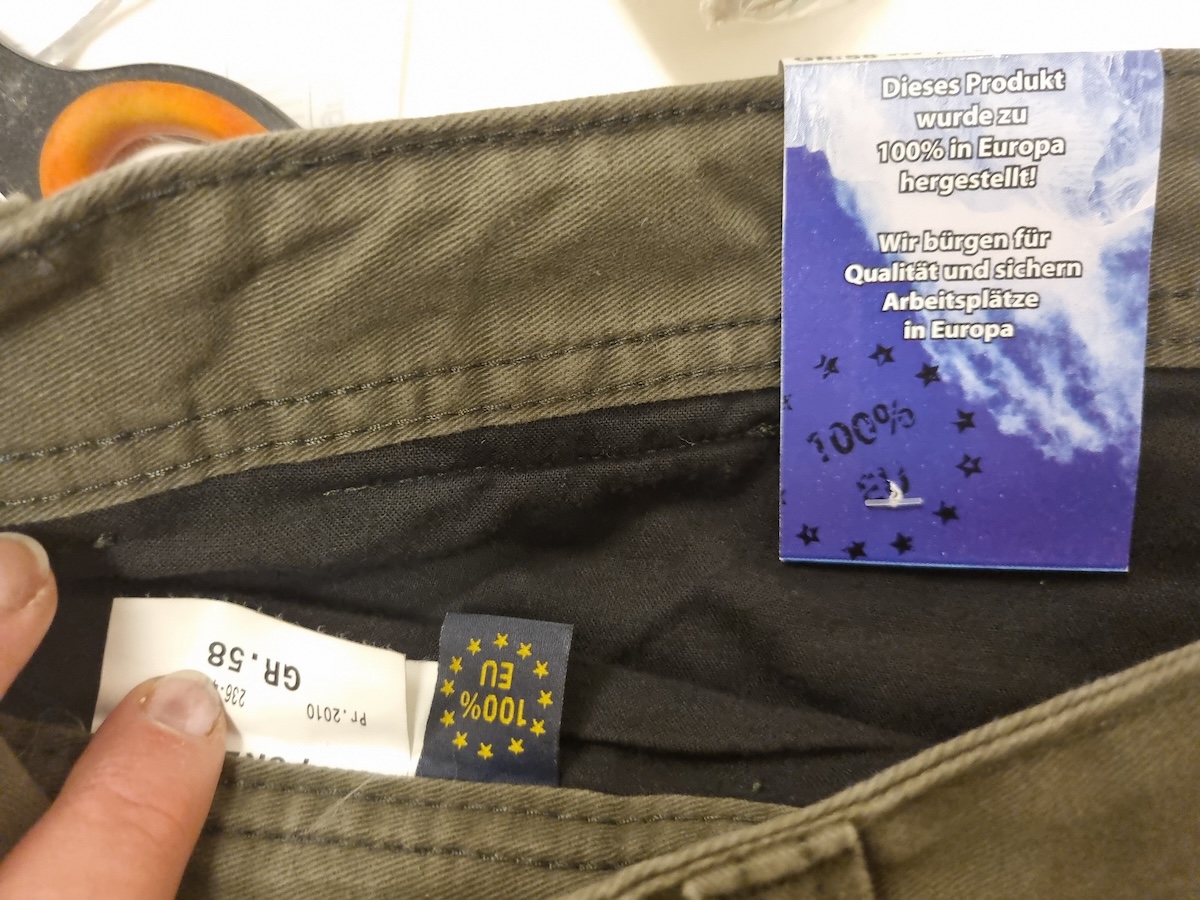 Dieses Produkt
wurde zu
100% in Europa
hergestellt!
Wir bürgen für
Qualität und sichern
Arbeitsplätze
in Europa
100%
EU
Pr.2010
GR.58
100%
EU